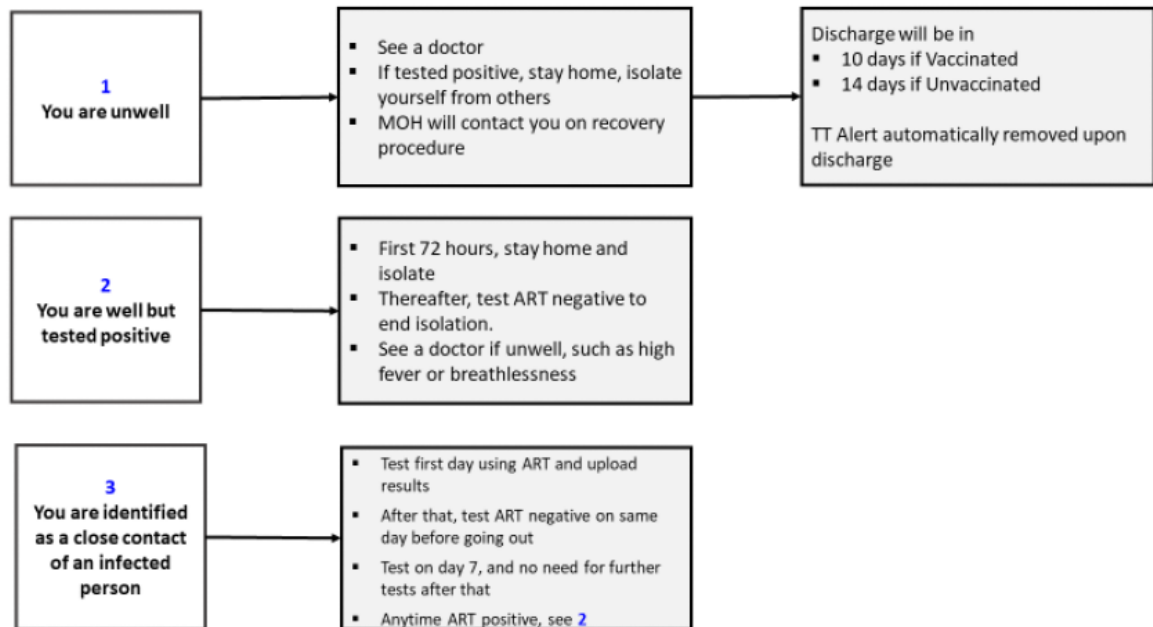 1
You are unwell
▪ See a doctor
▪ If tested positive, stay home, isolate
yourself from others
▪ MOH will contact you on recovery
procedure
Discharge will be in
▪ 10 days if Vaccinated
▪ 14 days if Unvaccinated
TT Alert automatically removed upon
discharge
2
You are well but
tested positive
▪ First 72 hours, stay home and
isolate
▪ Thereafter, test ART negative to
end isolation.
▪ See a doctor if unwell, such as high
fever or breathlessness
3
You are identified
as a close contact
of an infected
person
▪ Test first day using ART and upload
results
▪ After that, test ART negative on same
day before going out
▪ Test on day 7, and no need for further
tests after that
▪ Anytime ART positive, see 2